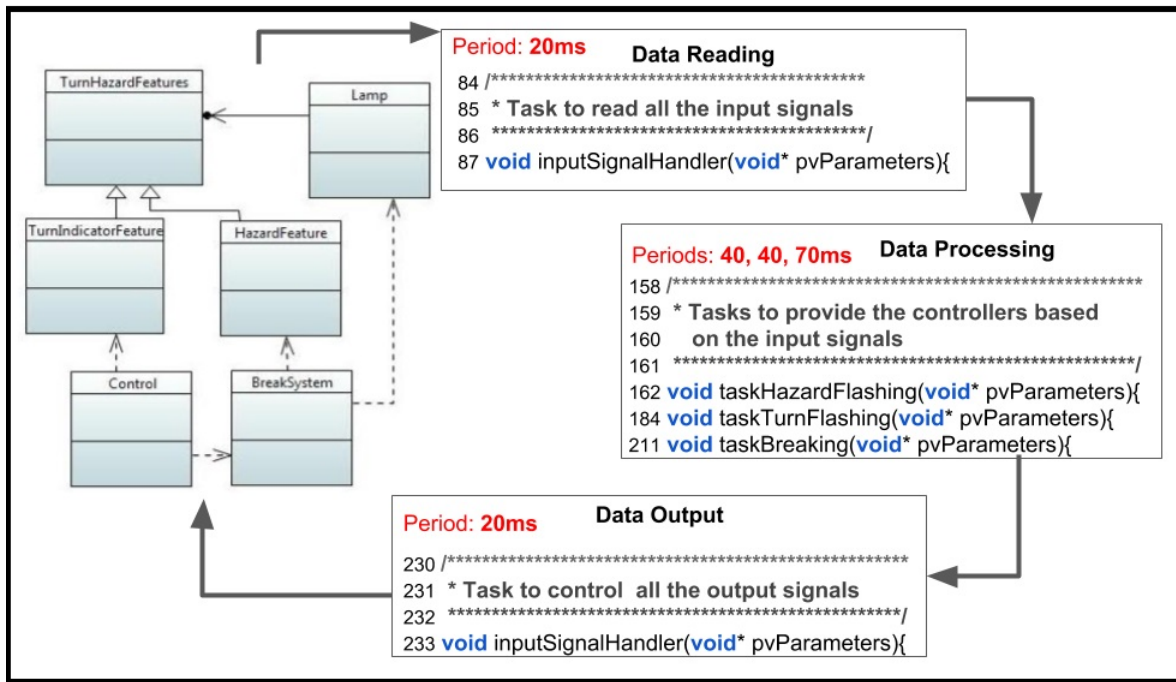 TurnHazardFeatures
Lamp
TurnIndicatorFeature
HazardFeature
Control
BreakSystem
Period: 20ms
Data Reading
84 /*******************************************
85 * Task to read all the input signals
86 *******************************************/
87 void inputSignalHandler(void* pvParameters){
Periods: 40, 40, 70ms
Data Processing
158 /******************************************************
159 * Tasks to provide the controllers based
160 on the input signals
161 *****************************************************/
162 void taskHazardFlashing(void* pvParameters){
184 void taskTurnFlashing(void* pvParameters){
211 void taskBreaking(void* pvParameters){
Period: 20ms
Data Output
230 /*****************************************************
231 * Task to control all the output signals
232 ****************************************************/
233 void inputSignalHandler(void* pvParameters){